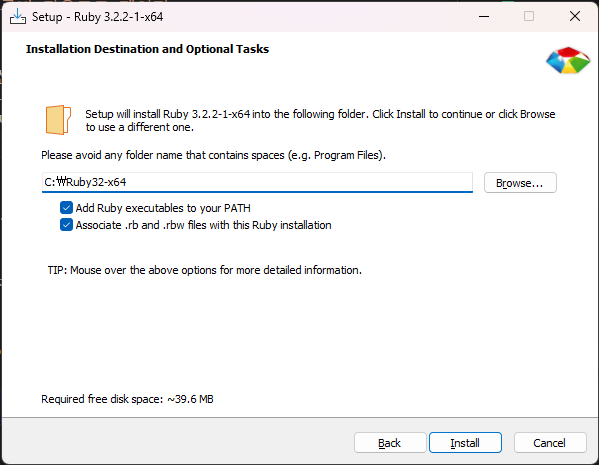 Setup - Ruby 3.2.2-1-x64
Installation Destination and Optional Tasks
Setup will install Ruby 3.2.2-1-x64 into the following folder. Click Install to continue or click Browse
to use a different one.
Please avoid any folder name that contains spaces (e.g. Program Files).
C:₩Ruby32-x64
Browse...
Add Ruby executables to your PATH
Associate .rb and .rbw files with this Ruby installation
TIP: Mouse over the above options for more detailed information.
Required free disk space: ~39.6 MB
Back Install Cancel